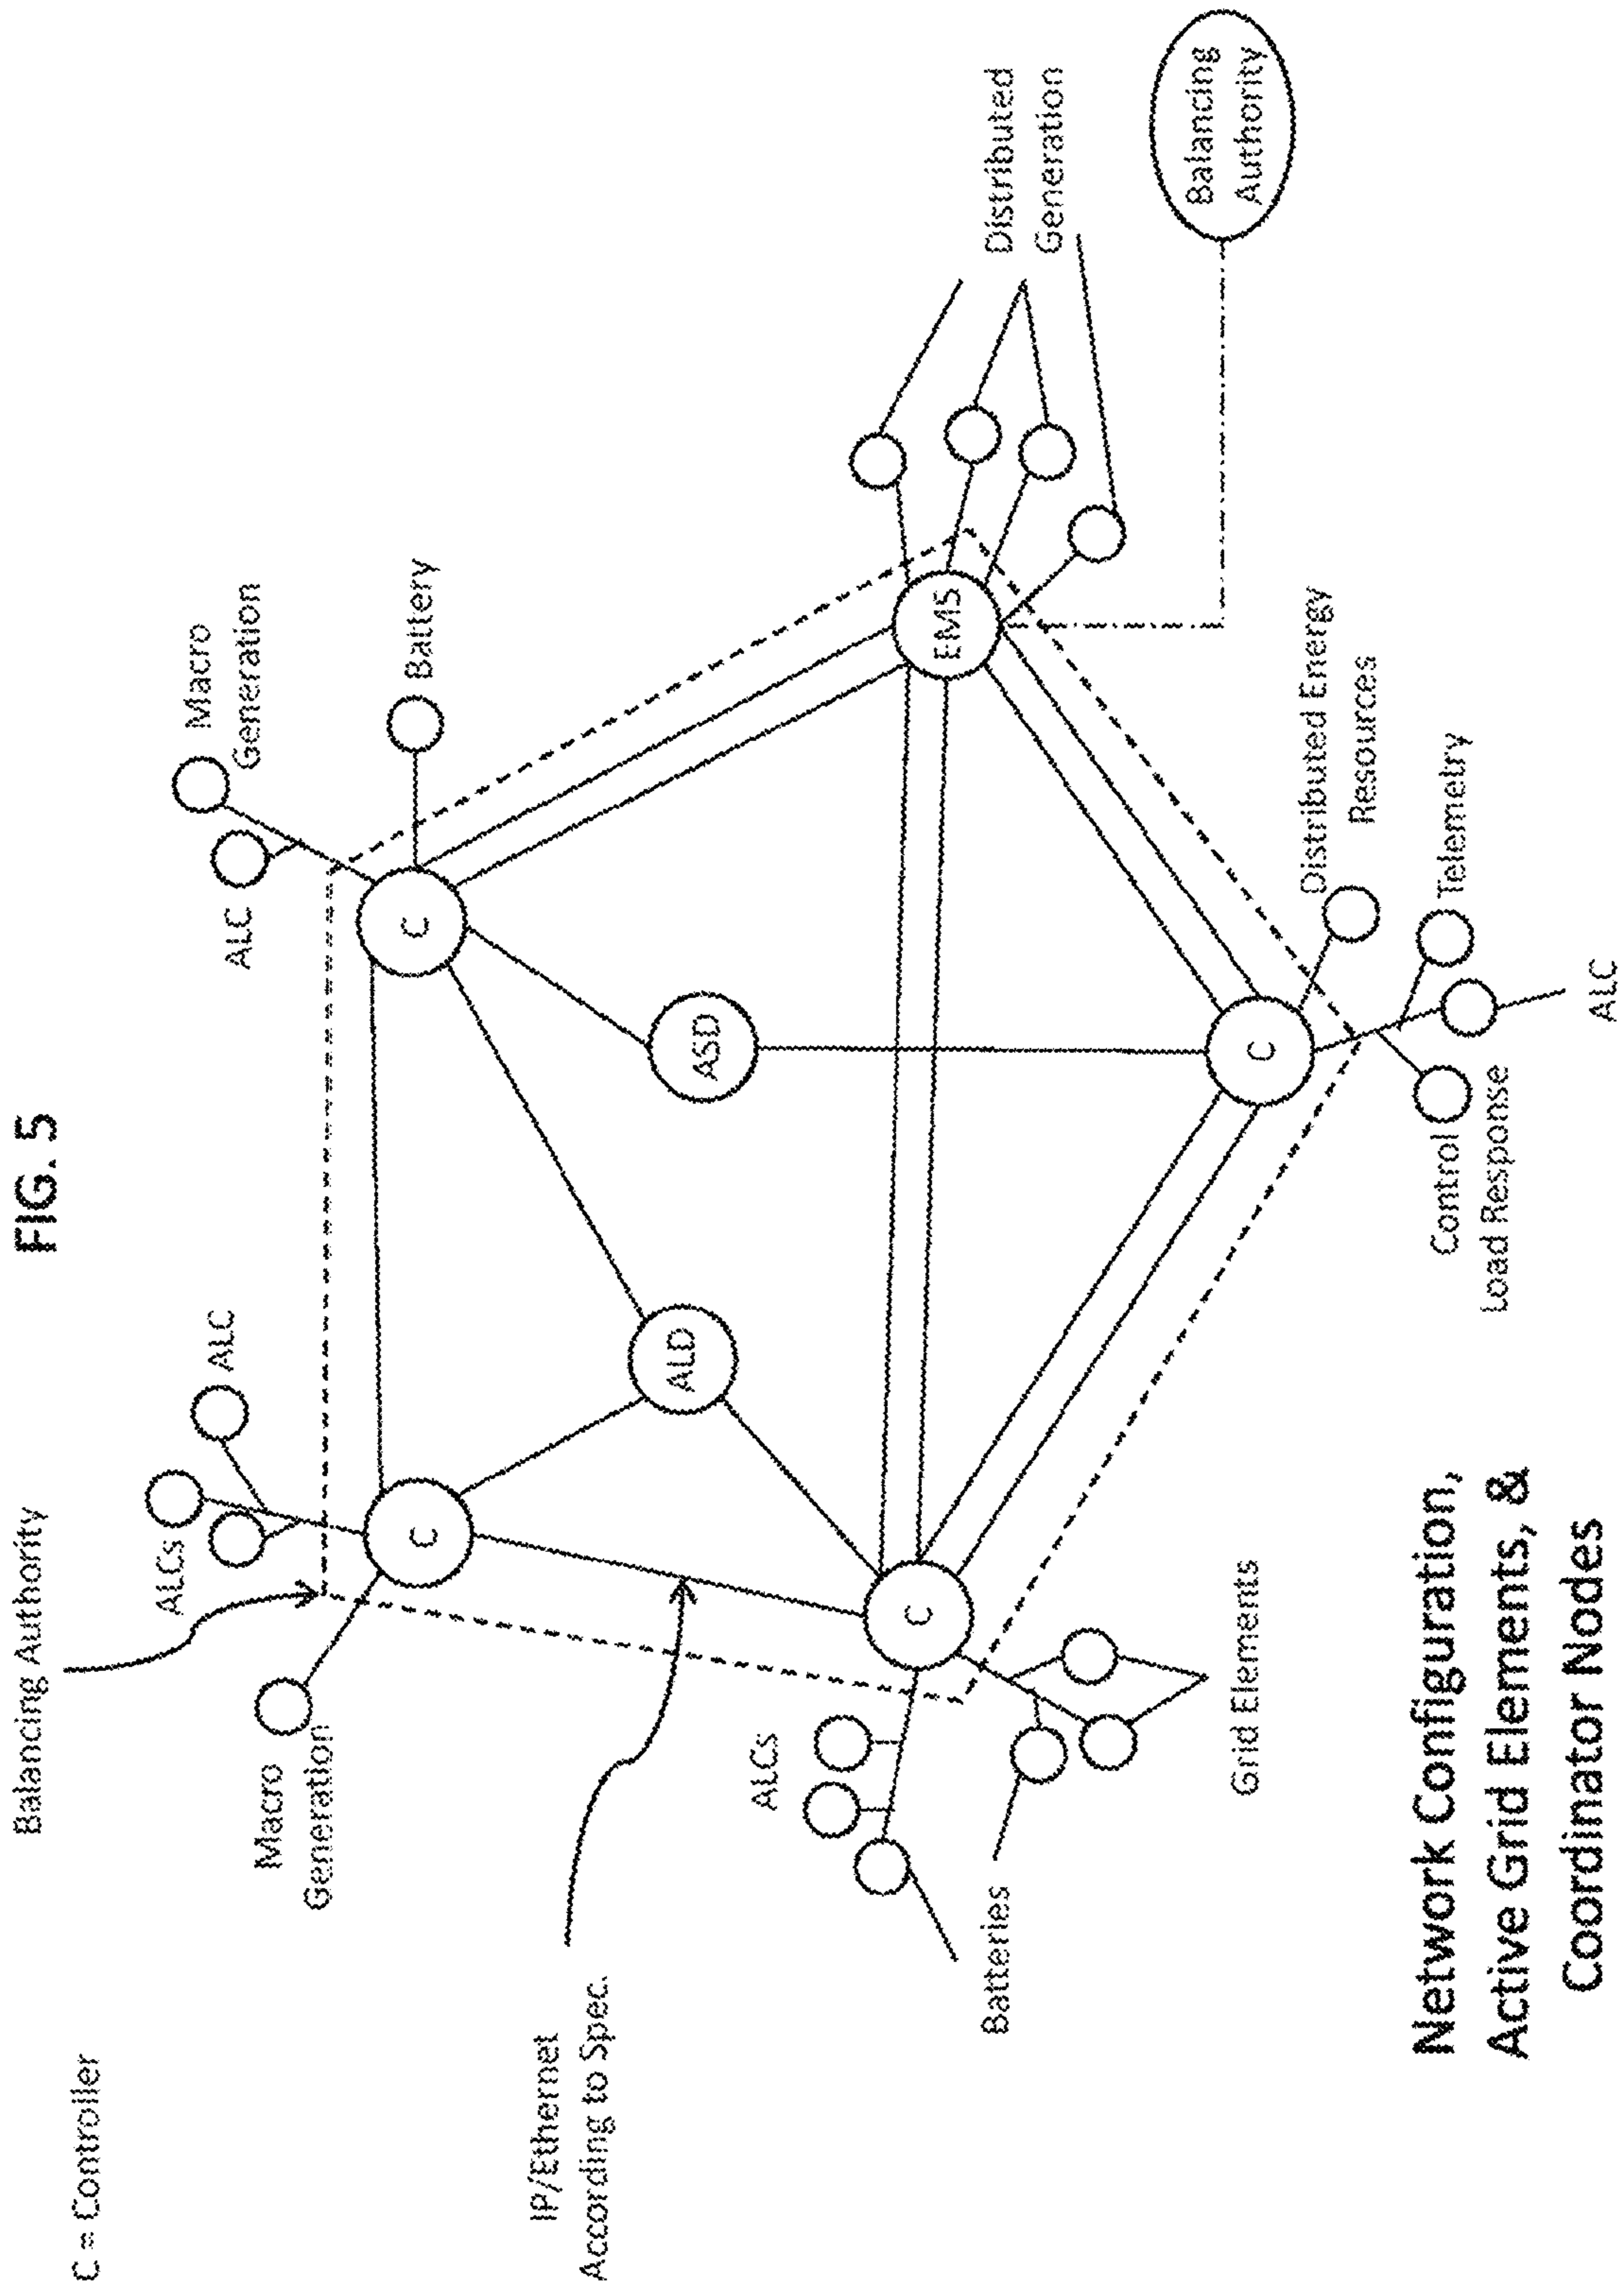 FIG. 5
C = Controller
Balancing Authority
ALCs
ALC
Macro
Generation
ALC
Macro
Generation
Battery
IP/Ethernet
According to Spec.
C
C
ALD
ASD
C
EMS
C
ALCs
Batteries
Grid Elements
Distributed
Generation
Balancing
Authority
Distributed Energy
Resources
Telemetry
Control
Load Response
ALC
Network Configuration,
Active Grid Elements, &
Coordinator Nodes